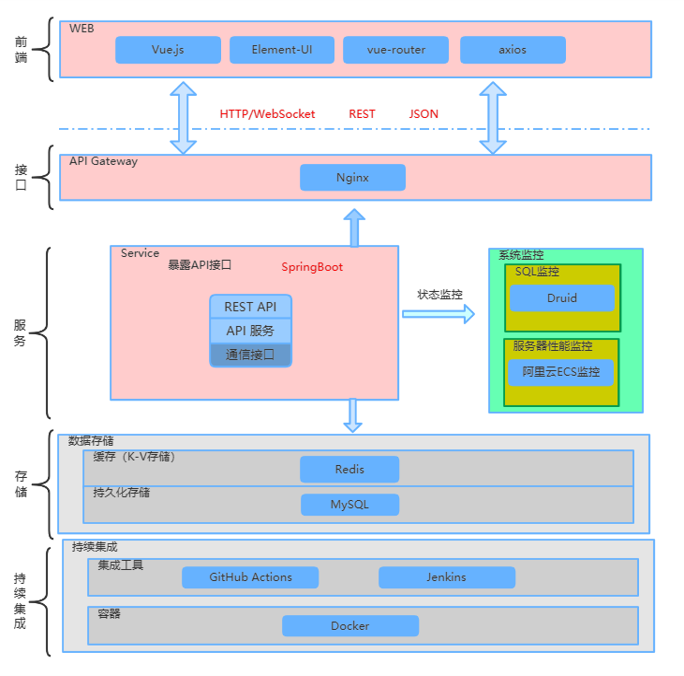 前端
WEB
Vue.js
Element-UI
vue-router
axios
HTTP/WebSocket
REST
JSON
接口
API Gateway
Nginx
服务
Service
暴露API接口
SpringBoot
REST API
API 服务
通信接口
状态监控
系统监控
SQL监控
Druid
服务器性能监控
阿里云ECS监控
存储
数据存储
缓存（K-V存储）
Redis
持久化存储
MySQL
持续集成
持续集成
集成工具
GitHub Actions
Jenkins
容器
Docker